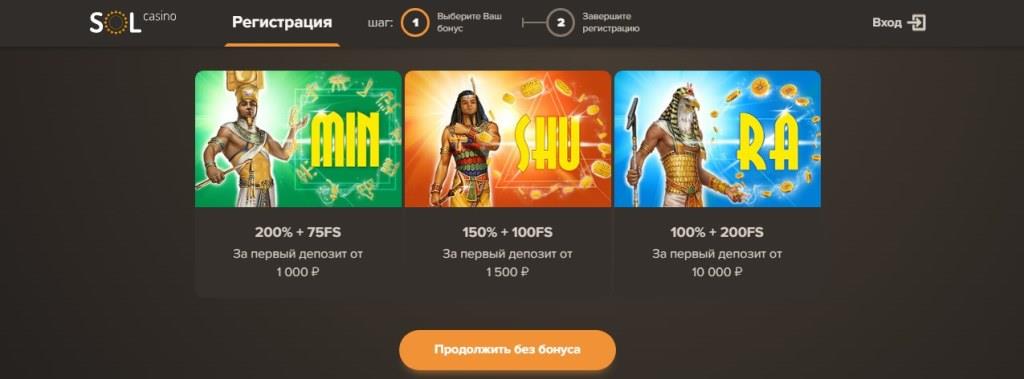 SOL casino
Регистрация
шаг:
1
Выберите Ваш
бонус
2
Завершите
регистрацию
Вход
MIN
SHU
RA
200% + 75FS
За первый депозит от
1 000 ₽
150% + 100FS
За первый депозит от
1 500 ₽
100% + 200FS
За первый депозит от
10 000 ₽
Продолжить без бонуса